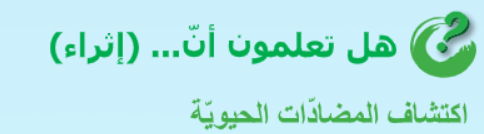 هل تعلمون أنّ... (إثراء)
اكتشاف المضادّات الحيويّة